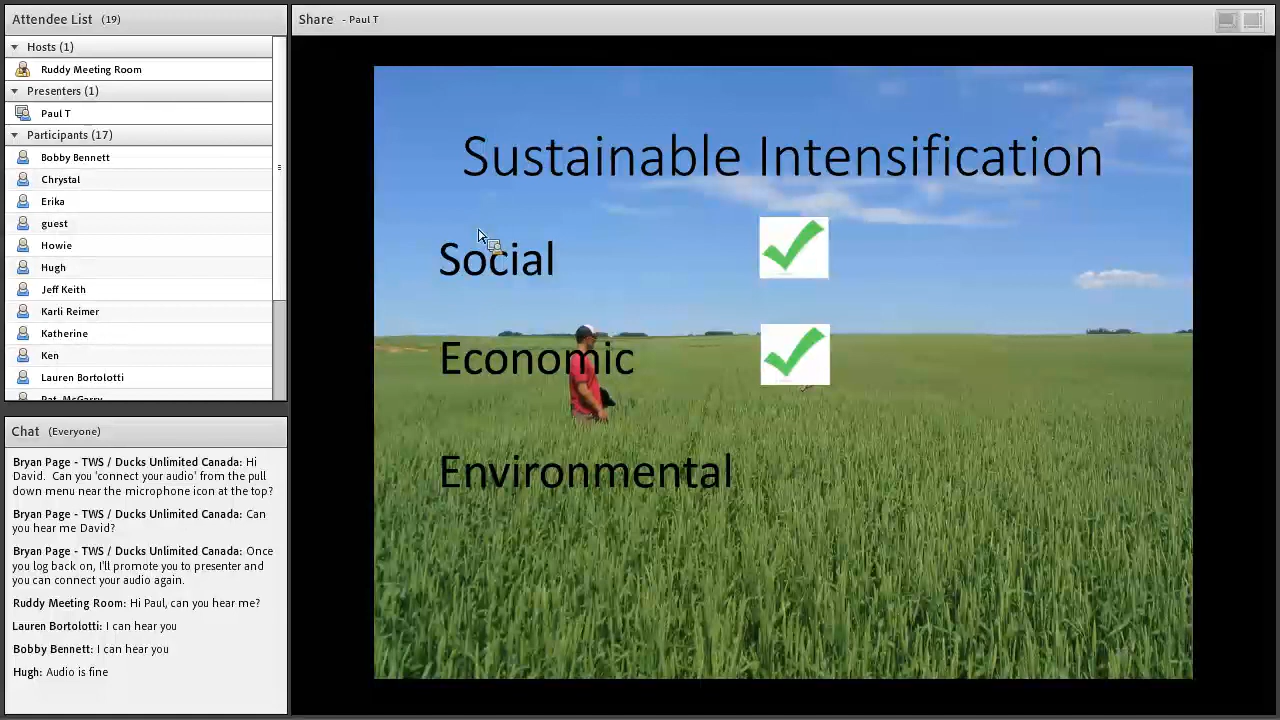 Attendee List (19)
Hosts (1)
Ruddy Meeting Room
Presenters (1)
Paul T
Participants (17)
Bobby Bennett
Chrystal
Erika
guest
Howie
Hugh
Jeff Keith
Karli Reimer
Katherine
Ken
Lauren Bortolotti
Pat McGarry
Chat (Everyone)
Bryan Page - TWS / Ducks Unlimited Canada: Hi
David. Can you 'connect your audio' from the pull
down menu near the microphone icon at the top?
Bryan Page - TWS / Ducks Unlimited Canada: Can
you hear me David?
Bryan Page - TWS / Ducks Unlimited Canada: Once
you log back on, I'll promote you to presenter and
you can connect your audio again.
Ruddy Meeting Room: Hi Paul, can you hear me?
Lauren Bortolotti: I can hear you
Bobby Bennett: I can hear you
Hugh: Audio is fine
Share - Paul T
Sustainable Intensification
Social
Economic
Environmental